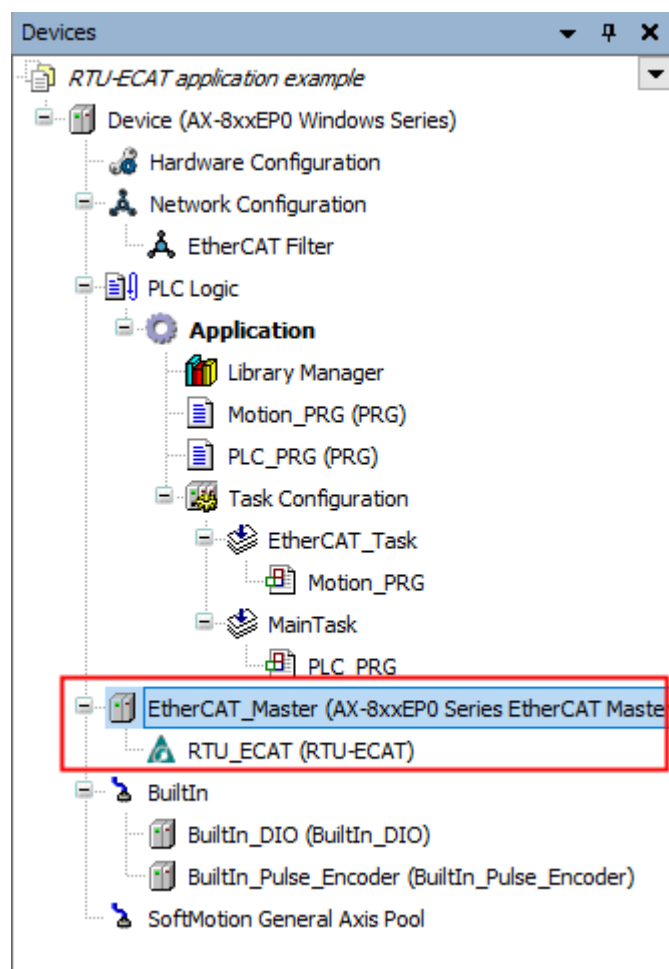 Devices
RTU-ECAT application example
Device (AX-8xxEP0 Windows Series)
Hardware Configuration
Network Configuration
EtherCAT Filter
PLC Logic
Application
Library Manager
Motion_PRG (PRG)
PLC_PRG (PRG)
Task Configuration
EtherCAT_Task
Motion_PRG
MainTask
PLC_PRG
EtherCAT_Master (AX-8xxEP0 Series EtherCAT Maste
RTU_ECAT (RTU-ECAT)
BuiltIn
BuiltIn_DIO (BuiltIn_DIO)
BuiltIn_Pulse_Encoder (BuiltIn_Pulse_Encoder)
SoftMotion General Axis Pool